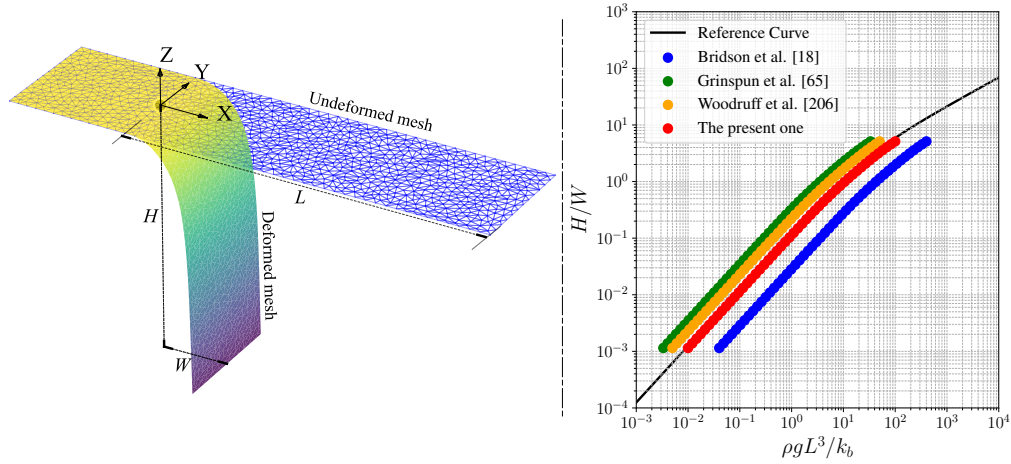 Z
Y
X
Undeformed mesh
L
H
Deformed mesh
W
H/W
10^3
10^2
10^1
10^0
10^{-1}
10^{-2}
10^{-3}
10^{-4}
Reference Curve
Bridson et al. [18]
Grinspun et al. [65]
Woodruff et al. [206]
The present one
10^{-3} 10^{-2} 10^{-1} 10^0 10^1 10^2 10^3 10^4
ρgL^3/k_b